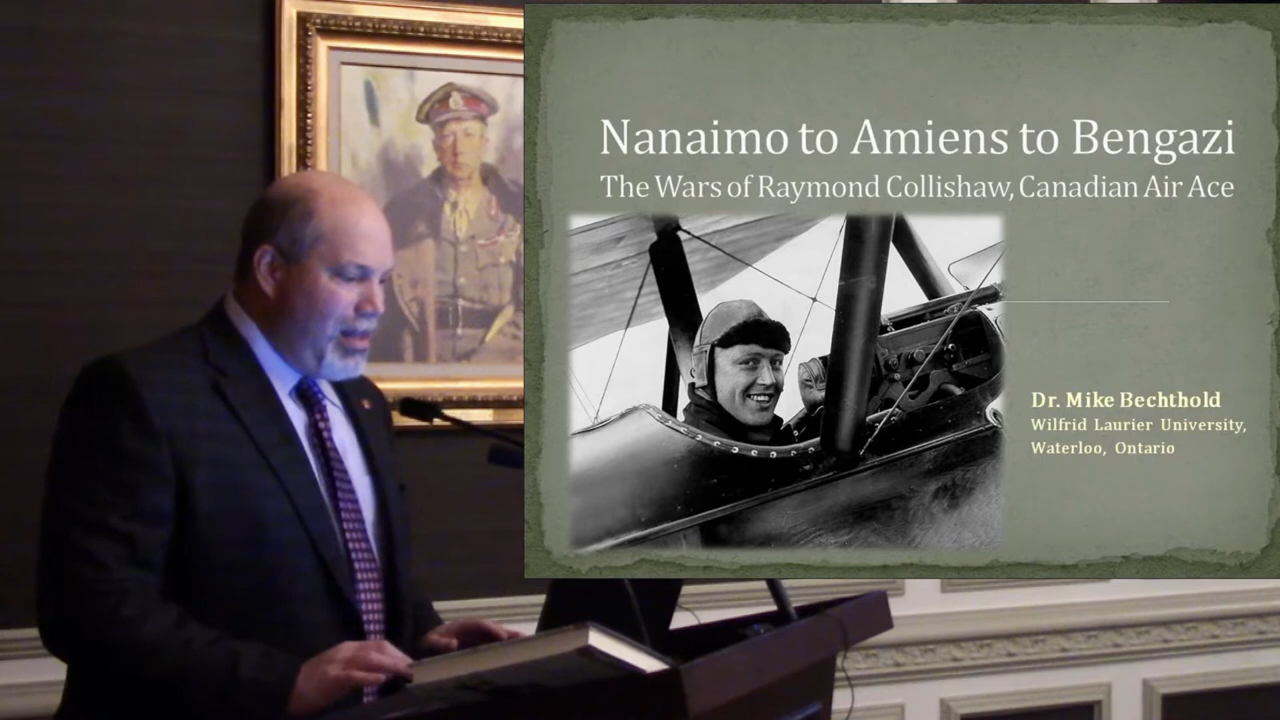 Nanaimo to Amiens to Bengazi
The Wars of Raymond Collishaw, Canadian Air Ace
Dr. Mike Bechthold
Wilfrid Laurier University,
Waterloo, Ontario